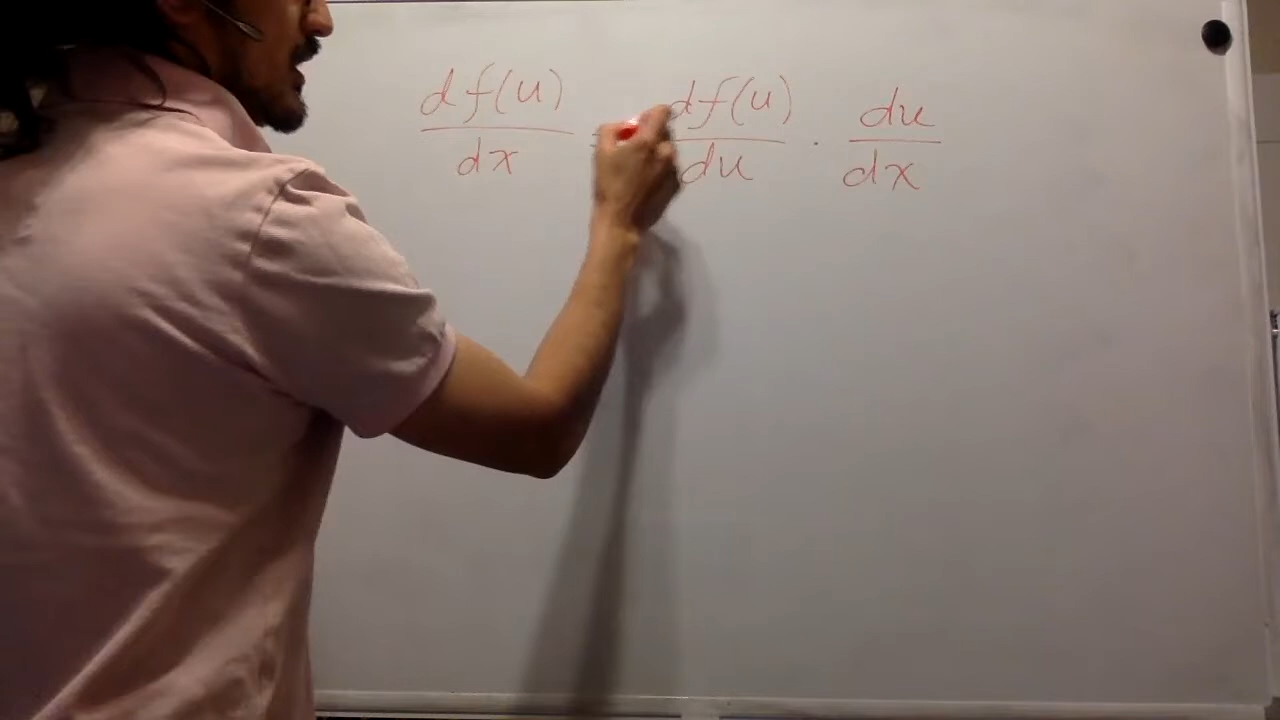 df(u)/dx = df(u)/du · du/dx